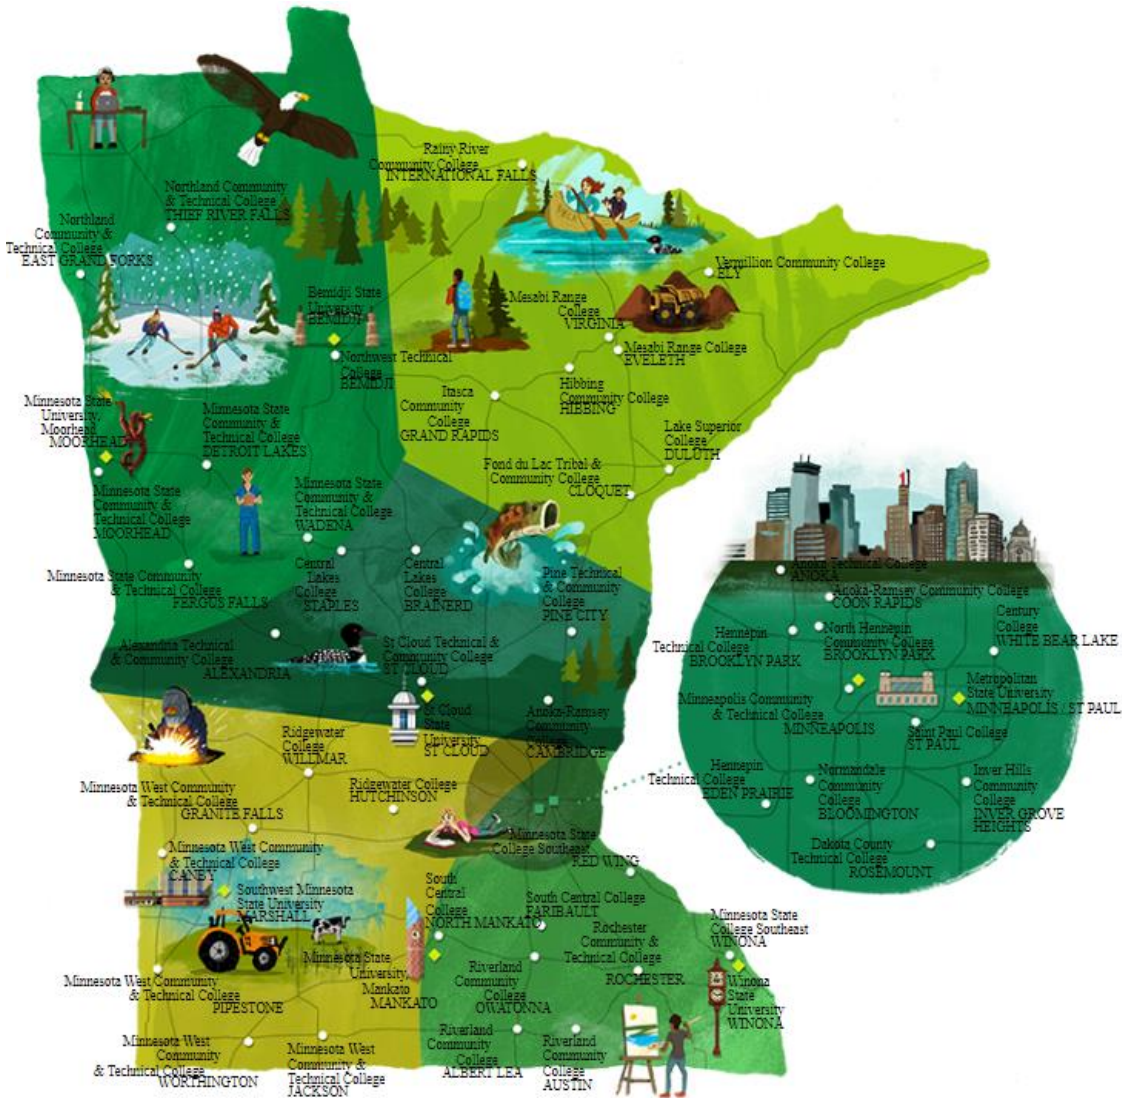 Rainy River
Community College
INTERNATIONAL FALLS
Northland Community
& Technical College
THIEF RIVER FALLS
Northland
Community &
Technical College
EAST GRAND FORKS
Vermillion Community College
ELY
Bemidji State
University
BEMIDJI
Mesabi Range
College
VIRGINIA
Mesabi Range College
EVELETH
Northwest Technical
College
BEMIDJI
Hibbing
Community College
HIBBING
Itasca
Community
College
GRAND RAPIDS
Minnesota State
University,
Moorhead
MOORHEAD
Minnesota State
Community &
Technical College
DETROIT LAKES
Lake Superior
College
DULUTH
Fond du Lac Tribal &
Community College
CLOQUET
Minnesota State
Community &
Technical College
MOORHEAD
Minnesota State
Community &
Technical College
WADENA
Minnesota State Community
& Technical College
FERGUS FALLS
Central
Lakes
College
STAPLES
Central
Lakes
College
BRAINERD
Pine Technical
& Community
College
PINE CITY
Alexandria Technical
& Community College
ALEXANDRIA
St Cloud Technical &
Community College
ST CLOUD
St Cloud
State
University
ST CLOUD
Anoka-Ramsey
Community
College
CAMBRIDGE
Ridgewater
College
WILLMAR
Ridgewater College
HUTCHINSON
Minnesota West Community
& Technical College
GRANITE FALLS
Minnesota State
College Southeast
RED WING
Minnesota West Community
& Technical College
CANBY
Southwest Minnesota
State University
MARSHALL
South
Central
College
NORTH MANKATO
South Central College
FARIBAULT
Minnesota State
College Southeast
WINONA
Rochester
Community &
Technical College
ROCHESTER
Minnesota State
University,
Mankato
MANKATO
Riverland
Community
College
OWATONNA
Winona
State
University
WINONA
Minnesota West Community
& Technical College
PIPESTONE
Minnesota West
Community
& Technical College
WORTHINGTON
Minnesota West
Community &
Technical College
JACKSON
Riverland
Community
College
ALBERT LEA
Riverland
Community
College
AUSTIN
1
Anoka Technical College
ANOKA
Anoka-Ramsey Community College
COON RAPIDS
Century
College
WHITE BEAR LAKE
Hennepin
Technical College
BROOKLYN PARK
North Hennepin
Community College
BROOKLYN PARK
Minneapolis Community
& Technical College
MINNEAPOLIS
Metropolitan
State University
MINNEAPOLIS / ST PAUL
Saint Paul College
ST PAUL
Hennepin
Technical College
EDEN PRAIRIE
Normandale
Community
College
BLOOMINGTON
Inver Hills
Community
College
INVER GROVE
HEIGHTS
Dakota County
Technical College
ROSEMOUNT